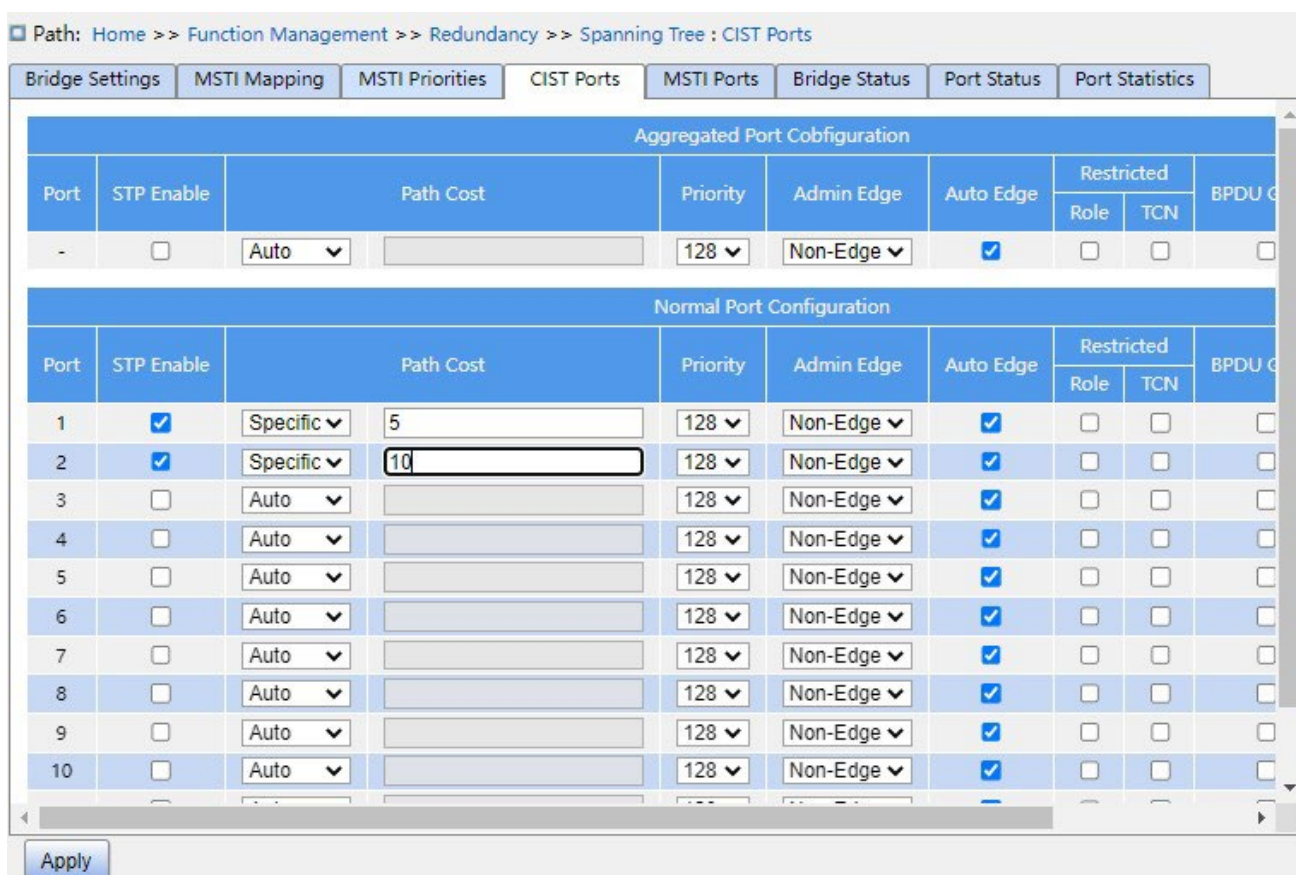 Path: Home >> Function Management >> Redundancy >> Spanning Tree : CIST Ports
Bridge Settings MSTI Mapping MSTI Priorities CIST Ports MSTI Ports Bridge Status Port Status Port Statistics
Aggregated Port Cobfiguration
Port STP Enable Path Cost Priority Admin Edge Auto Edge Restricted BPDU
Role TCN
- Auto 128 Non-Edge
Normal Port Configuration
Port STP Enable Path Cost Priority Admin Edge Auto Edge Restricted BPDU
Role TCN
1 Specific 5 128 Non-Edge
2 Specific 10 128 Non-Edge
3 Auto 128 Non-Edge
4 Auto 128 Non-Edge
5 Auto 128 Non-Edge
6 Auto 128 Non-Edge
7 Auto 128 Non-Edge
8 Auto 128 Non-Edge
9 Auto 128 Non-Edge
10 Auto 128 Non-Edge
Apply